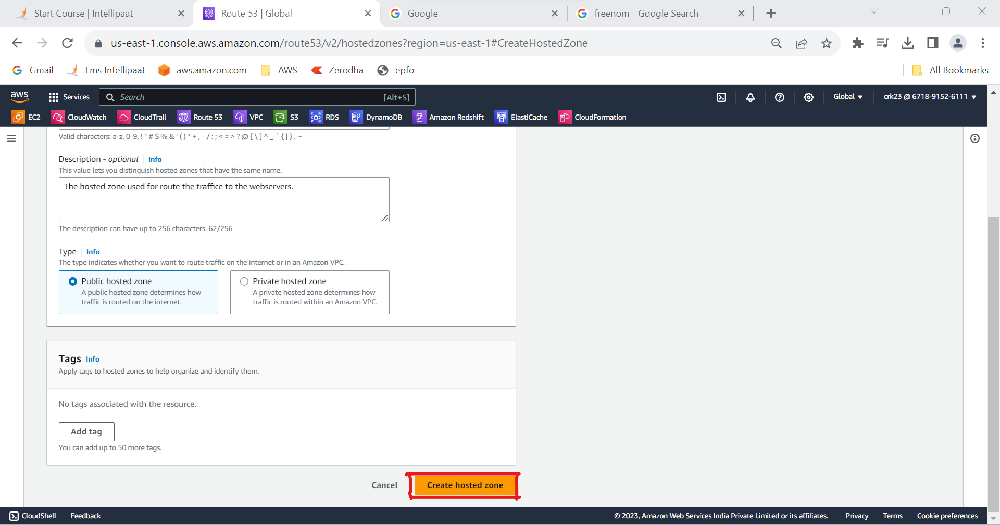 Start Course | Intellipaat
Route 53 | Global
Google
freenom - Google Search
us-east-1.console.aws.amazon.com/route53/v2/hostedzones?region=us-east-1#CreateHostedZone
Gmail
Lms Intellipaat
aws.amazon.com
AWS
Zerodha
epfo
All Bookmarks
aws
Services
Search
[Alt+S]
Global
crk23 @ 6718-9152-6111
EC2
CloudWatch
CloudTrail
Route 53
VPC
S3
RDS
DynamoDB
Amazon Redshift
ElastiCache
CloudFormation
Valid characters: a-z, 0-9, ! " # $ % & ' ( ) * + , - / : ; < = > ? @ [ \ ] ^ _ ` { | } . ~
Description - optional
Info
This value lets you distinguish hosted zones that have the same name.
The hosted zone used for route the traffice to the webservers.
The description can have up to 256 characters. 62/256
Type
Info
The type indicates whether you want to route traffic on the internet or in an Amazon VPC.
Public hosted zone
A public hosted zone determines how
traffic is routed on the internet.
Private hosted zone
A private hosted zone determines how
traffic is routed within an Amazon VPC.
Tags
Info
Apply tags to hosted zones to help organize and identify them.
No tags associated with the resource.
Add tag
You can add up to 50 more tags.
Cancel
Create hosted zone
CloudShell
Feedback
© 2023, Amazon Web Services India Private Limited or its affiliates.
Privacy
Terms
Cookie preferences